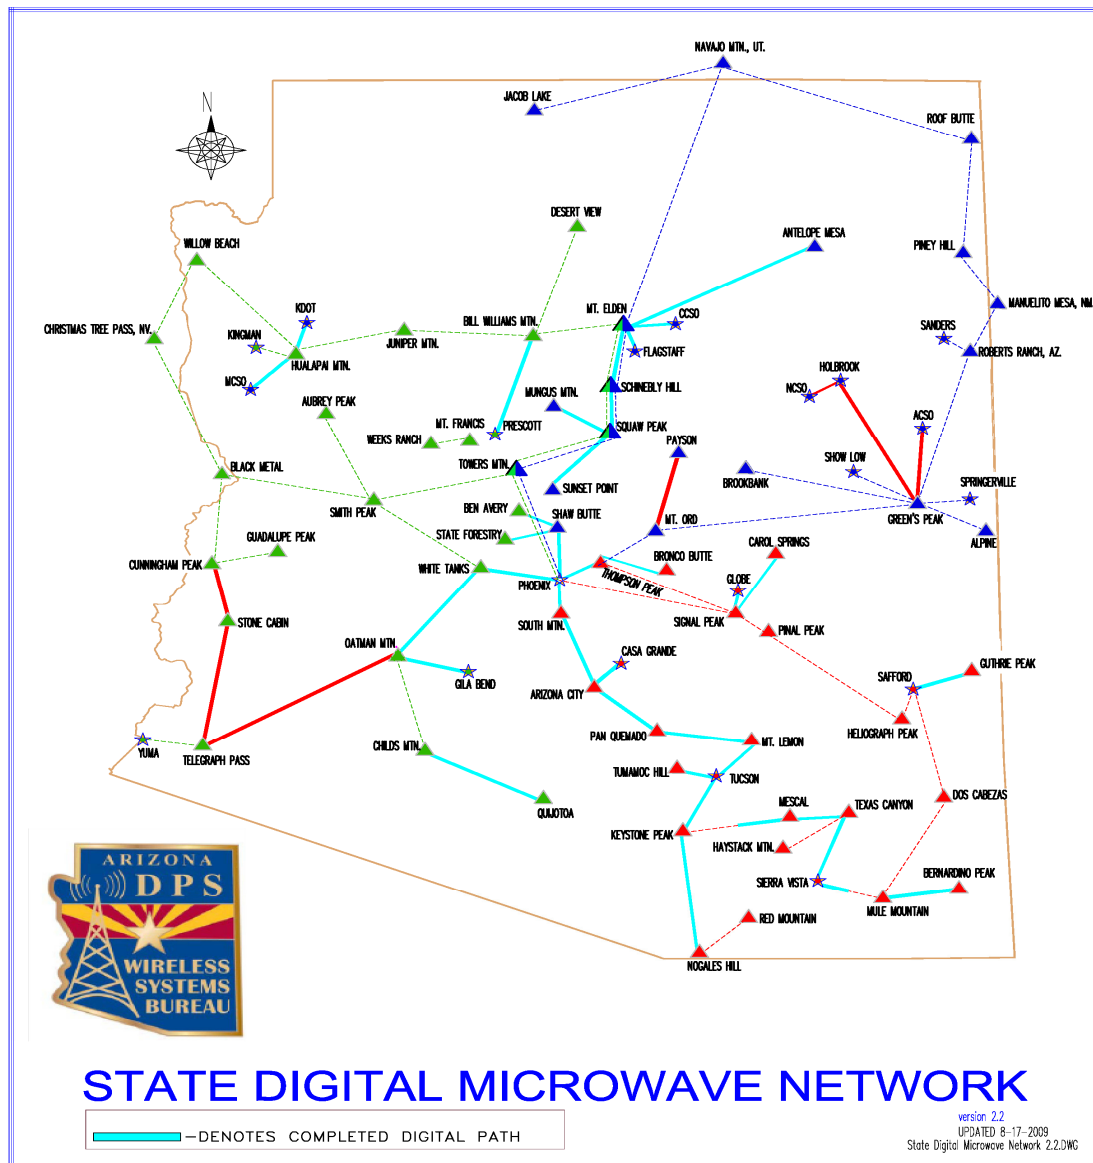 NAVAJO MTN., UT.
JACOB LAKE
N
ROOF BUTTE
DESERT VIEW
ANTELOPE MESA
WILLOW BEACH
PINEY HILL
KDOT
MT. ELDEN
CCSO
MANUELITO MESA, NM.
CHRISTMAS TREE PASS, NV.
KINGMAN
BILL WILLIAMS MTN.
JUNIPER MTN.
SANDERS
HUALAPAI MTN.
FLAGSTAFF
ROBERTS RANCH, AZ.
HOLBROOK
MCSO
SCHINEBLY HILL
NCSO
MUNGUS MTN.
AUBREY PEAK
ACSO
MT. FRANCIS
PRESCOTT
SQUAW PEAK
WEEKS RANCH
PAYSON
BLACK METAL
TOWERS MTN.
SHOW LOW
BROOKBANK
SPRINGERVILLE
SUNSET POINT
SMITH PEAK
BEN AVERY
SHAW BUTTE
MT. ORD
GREEN'S PEAK
GUADALUPE PEAK
STATE FORESTRY
ALPINE
CAROL SPRINGS
BRONCO BUTTE
CUNNINGHAM PEAK
WHITE TANKS
PHOENIX
THOMPSON PEAK
GLOBE
STONE CABIN
SOUTH MTN.
SIGNAL PEAK
PINAL PEAK
OATMAN MTN.
CASA GRANDE
GUTHRIE PEAK
SAFFORD
GILA BEND
ARIZONA CITY
HELIOGRAPH PEAK
PAN QUEMADO
YUMA
TELEGRAPH PASS
CHILDS MTN.
MT. LEMON
TUMAMOC HILL
TUCSON
DOS CABEZAS
QUIJOTOA
MESCAL
TEXAS CANYON
KEYSTONE PEAK
HAYSTACK MTN.
SIERRA VISTA
BERNARDINO PEAK
MULE MOUNTAIN
RED MOUNTAIN
NOGALES HILL
ARIZONA
DPS
WIRELESS
SYSTEMS
BUREAU
STATE DIGITAL MICROWAVE NETWORK
-DENOTES COMPLETED DIGITAL PATH
version 2.2
UPDATED 8-17-2009
State Digital Microwave Network 2.2.DWG